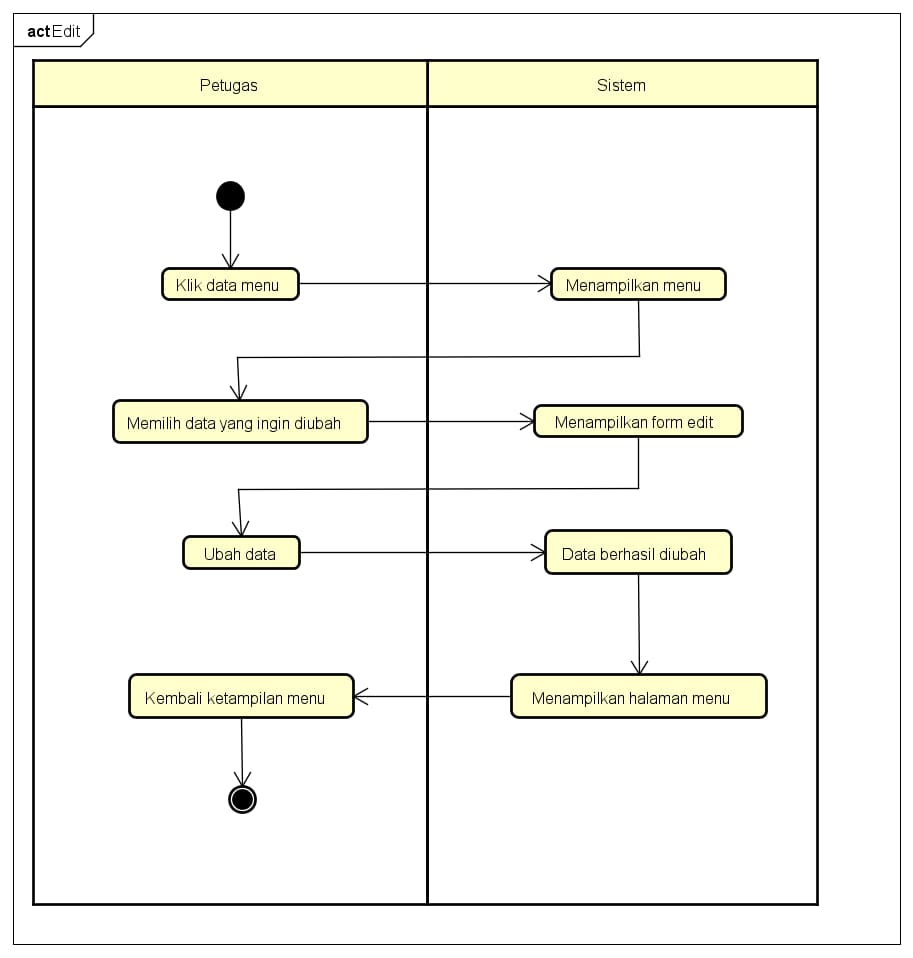 actEdit
Petugas
Sistem
Klik data menu
Menampilkan menu
Memilih data yang ingin diubah
Menampilkan form edit
Ubah data
Data berhasil diubah
Kembali ketampilan menu
Menampilkan halaman menu